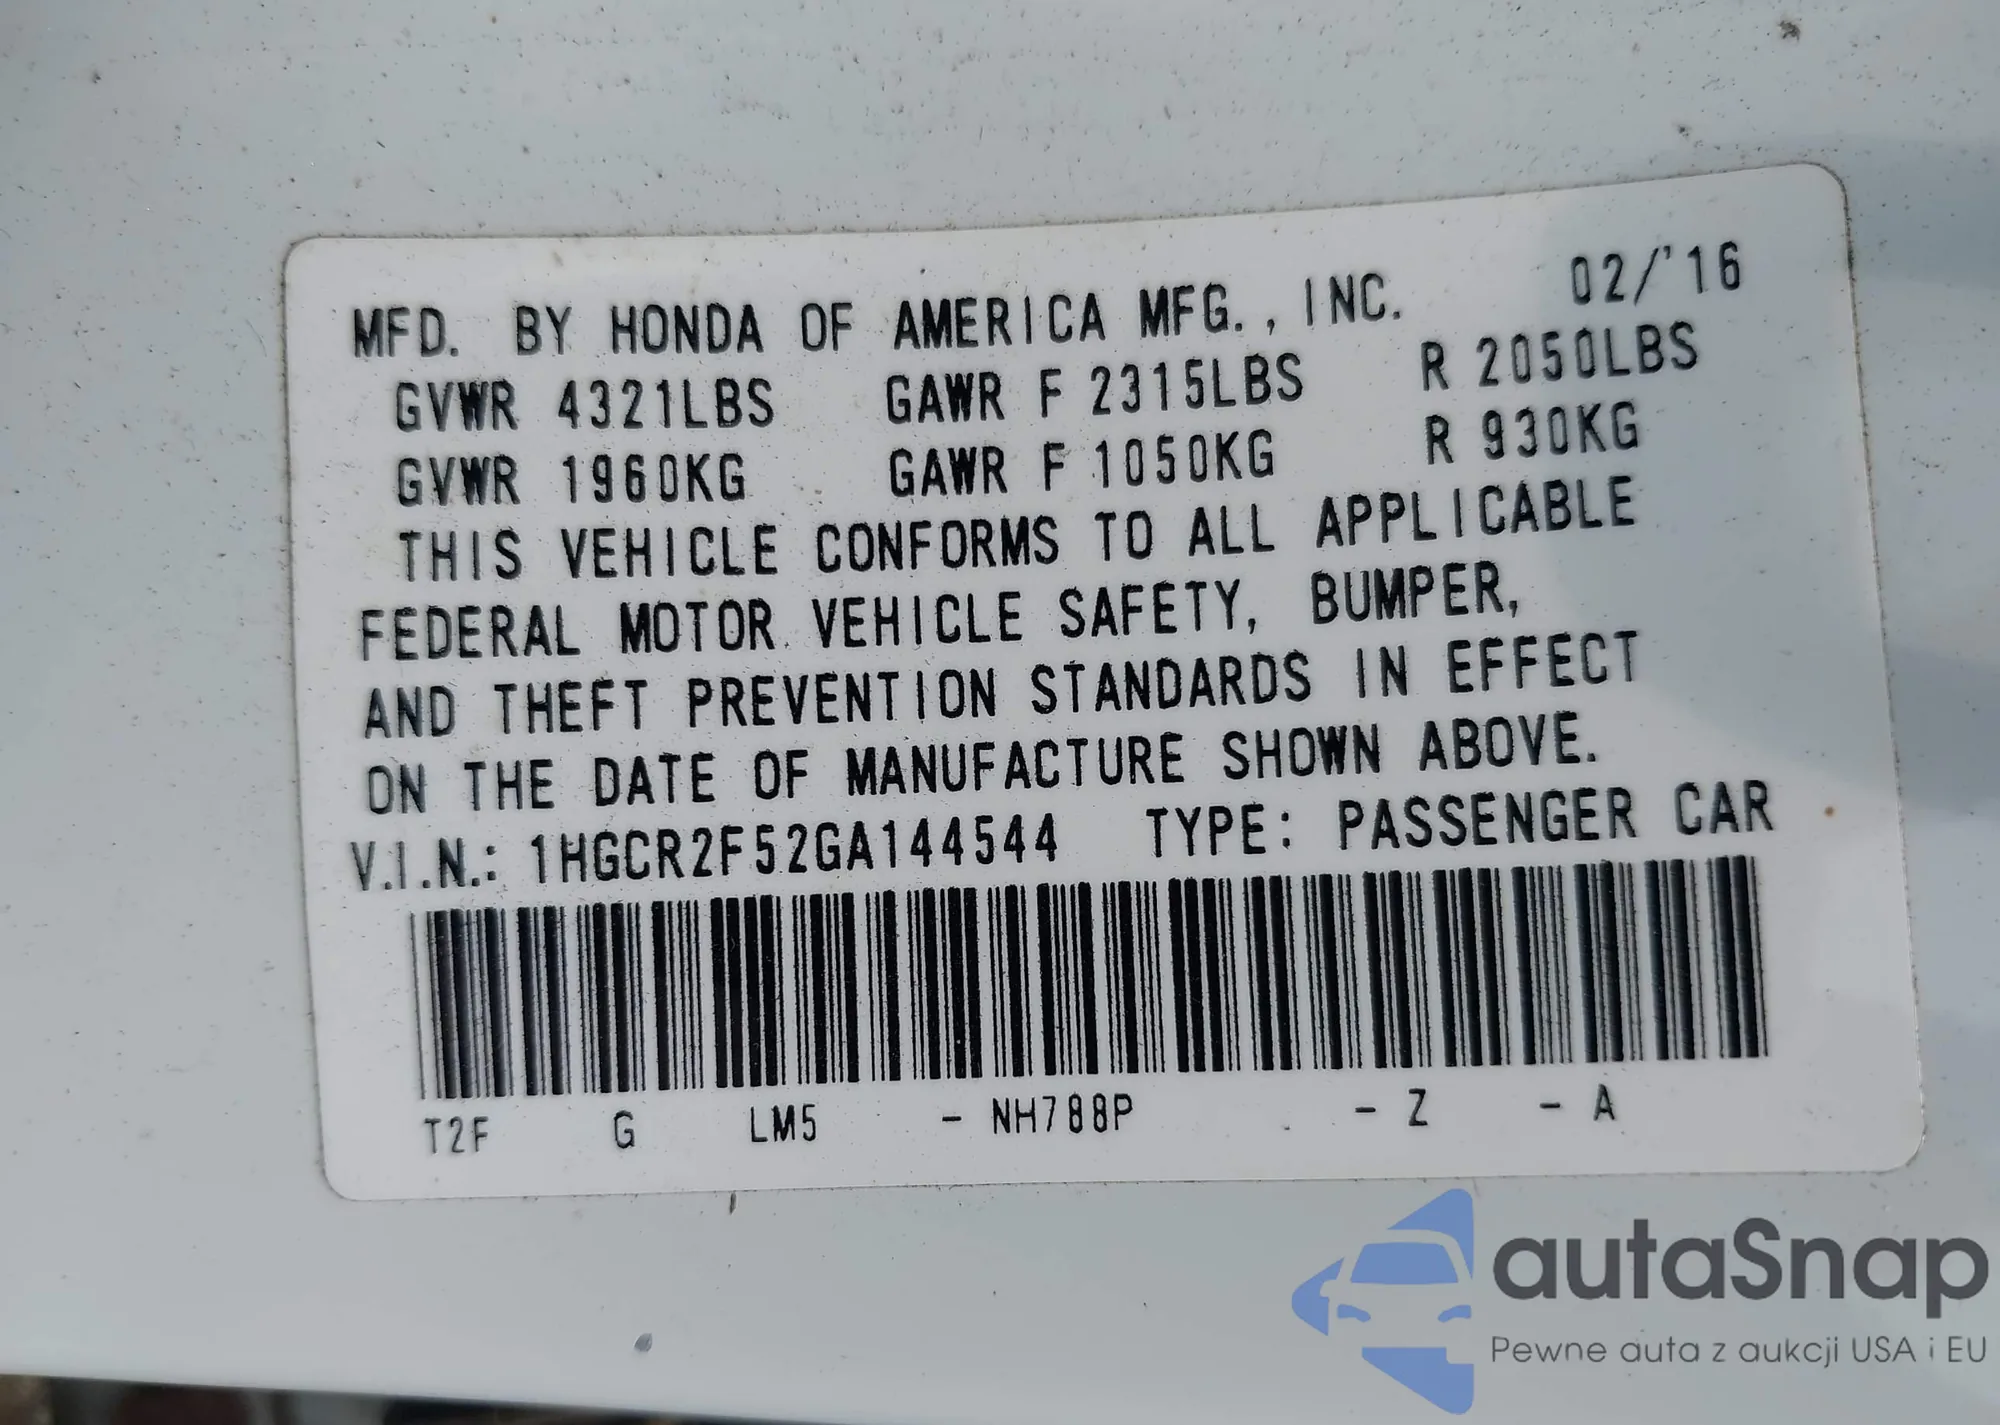 MFD. BY HONDA OF AMERICA MFG., INC. 02/'16
GVWR 4321LBS GAWR F 2315LBS R 2050LBS
GVWR 1960KG GAWR F 1050KG R 930KG
THIS VEHICLE CONFORMS TO ALL APPLICABLE
FEDERAL MOTOR VEHICLE SAFETY, BUMPER,
AND THEFT PREVENTION STANDARDS IN EFFECT
ON THE DATE OF MANUFACTURE SHOWN ABOVE.
V.I.N.: 1HGCR2F52GA144544 TYPE: PASSENGER CAR
T2F G LM5 - NH788P - Z - A
autaSnap
Pewne auta z aukcji USA i EU